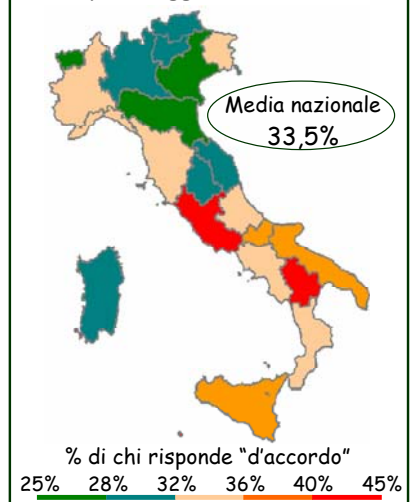 Media nazionale
33,5%
% di chi risponde “d’accordo”
25% 28% 32% 36% 40% 45%